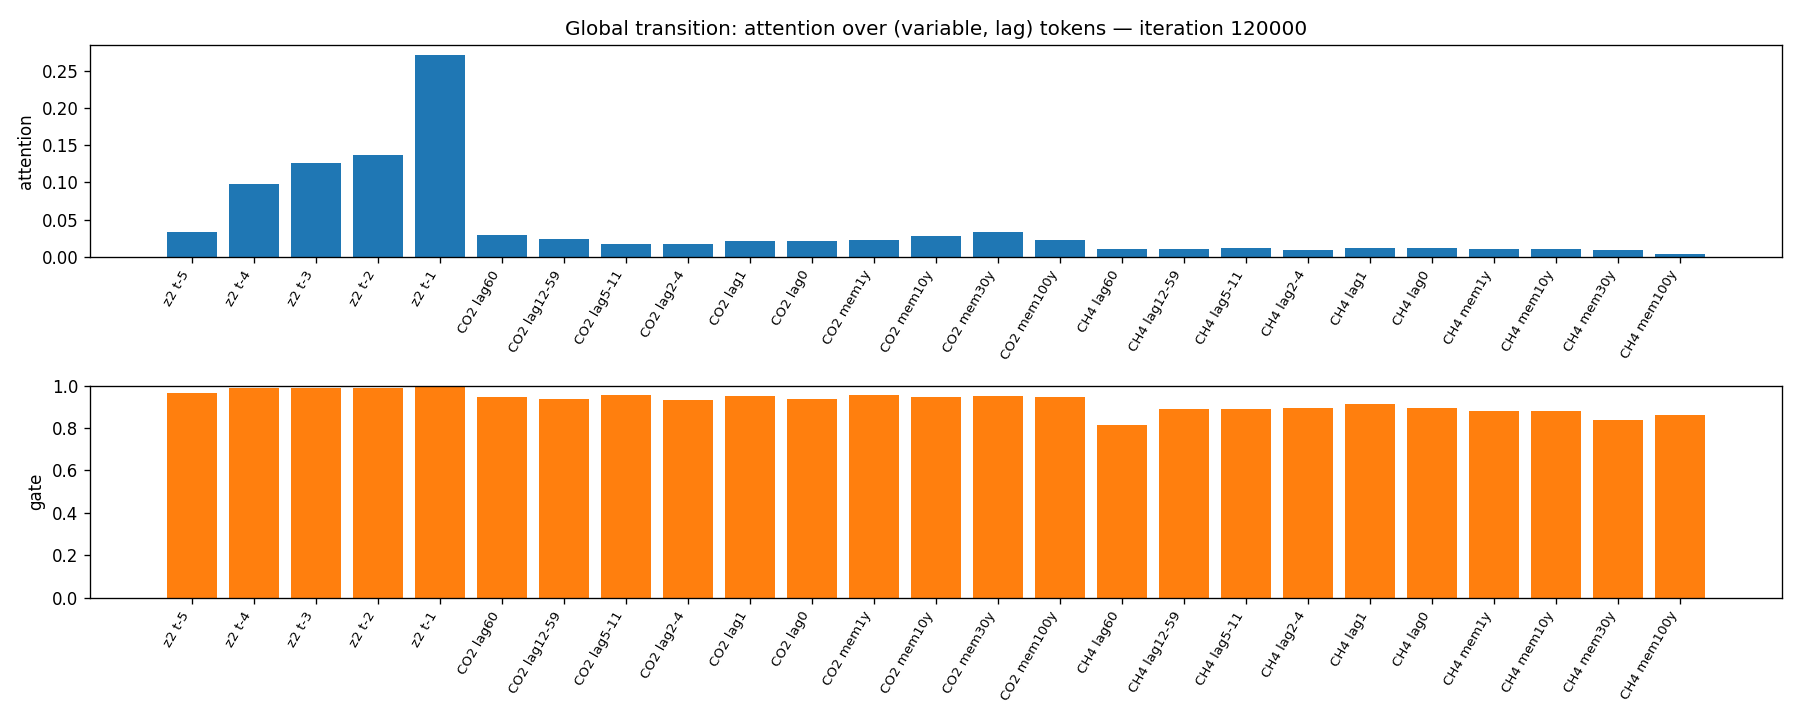 Global transition: attention over (variable, lag) tokens — iteration 120000
attention
0.25
0.20
0.15
0.10
0.05
0.00
z2 t-5
z2 t-4
z2 t-3
z2 t-2
z2 t-1
CO2 lag60
CO2 lag12-59
CO2 lag5-11
CO2 lag2-4
CO2 lag1
CO2 lag0
CO2 mem1y
CO2 mem10y
CO2 mem30y
CO2 mem100y
CH4 lag60
CH4 lag12-59
CH4 lag5-11
CH4 lag2-4
CH4 lag1
CH4 lag0
CH4 mem1y
CH4 mem10y
CH4 mem30y
CH4 mem100y
gate
1.0
0.8
0.6
0.4
0.2
0.0
z2 t-5
z2 t-4
z2 t-3
z2 t-2
z2 t-1
CO2 lag60
CO2 lag12-59
CO2 lag5-11
CO2 lag2-4
CO2 lag1
CO2 lag0
CO2 mem1y
CO2 mem10y
CO2 mem30y
CO2 mem100y
CH4 lag60
CH4 lag12-59
CH4 lag5-11
CH4 lag2-4
CH4 lag1
CH4 lag0
CH4 mem1y
CH4 mem10y
CH4 mem30y
CH4 mem100y